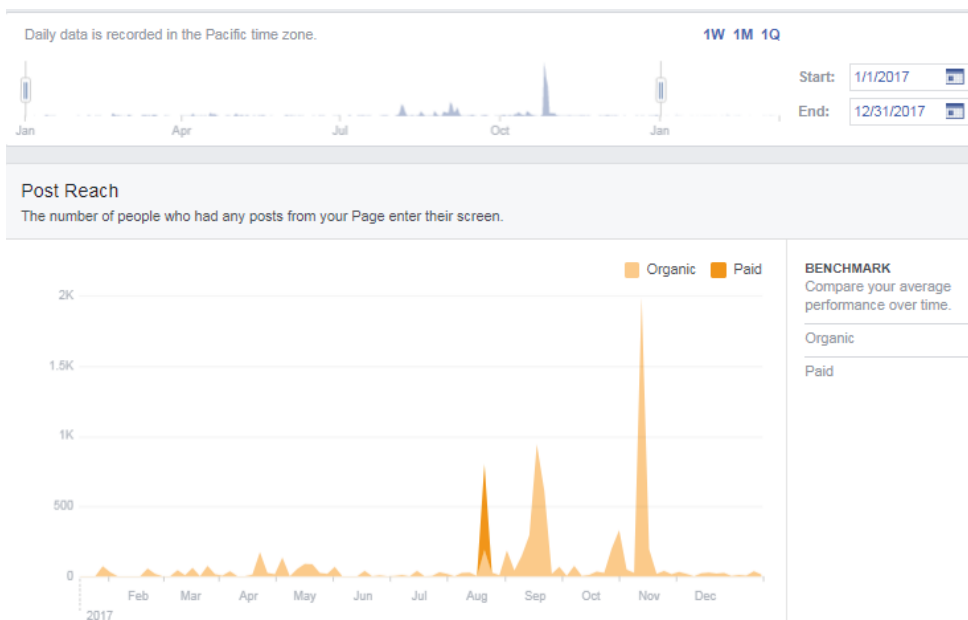 Daily data is recorded in the Pacific time zone.
1W 1M 1Q
Start: 1/1/2017
End: 12/31/2017
Jan Apr Jul Oct Jan
Post Reach
The number of people who had any posts from your Page enter their screen.
Organic Paid
BENCHMARK
Compare your average
performance over time.
Organic
Paid
2K
1.5K
1K
500
0
Feb Mar Apr May Jun Jul Aug Sep Oct Nov Dec
2017